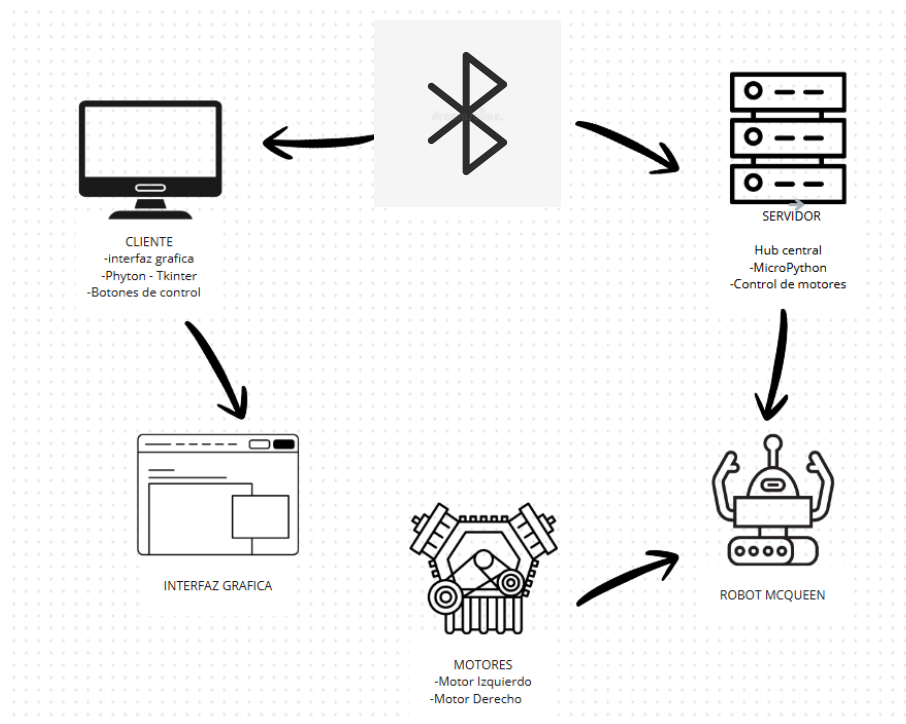 CLIENTE
-interfaz grafica
-Phyton - Tkinter
-Botones de control
SERVIDOR
Hub central
-MicroPython
-Control de motores
INTERFAZ GRAFICA
MOTORES
-Motor Izquierdo
-Motor Derecho
ROBOT MCQUEEN